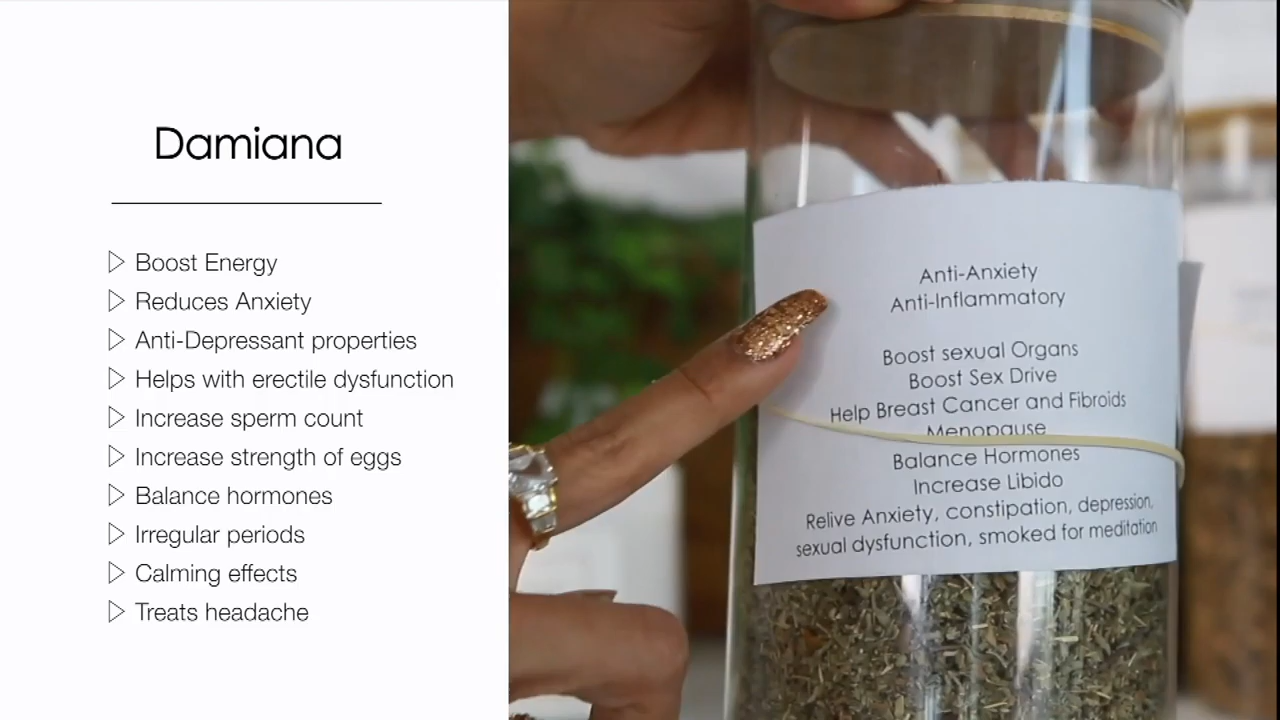 Damiana
Boost Energy
Reduces Anxiety
Anti-Depressant properties
Helps with erectile dysfunction
Increase sperm count
Increase strength of eggs
Balance hormones
Irregular periods
Calming effects
Treats headache
Anti-Anxiety
Anti-Inflammatory
Boost sexual Organs
Boost Sex Drive
Help Breast Cancer and Fibroids
Menopause
Balance Hormones
Increase Libido
Relive Anxiety, constipation, depression,
sexual dysfunction, smoked for meditation